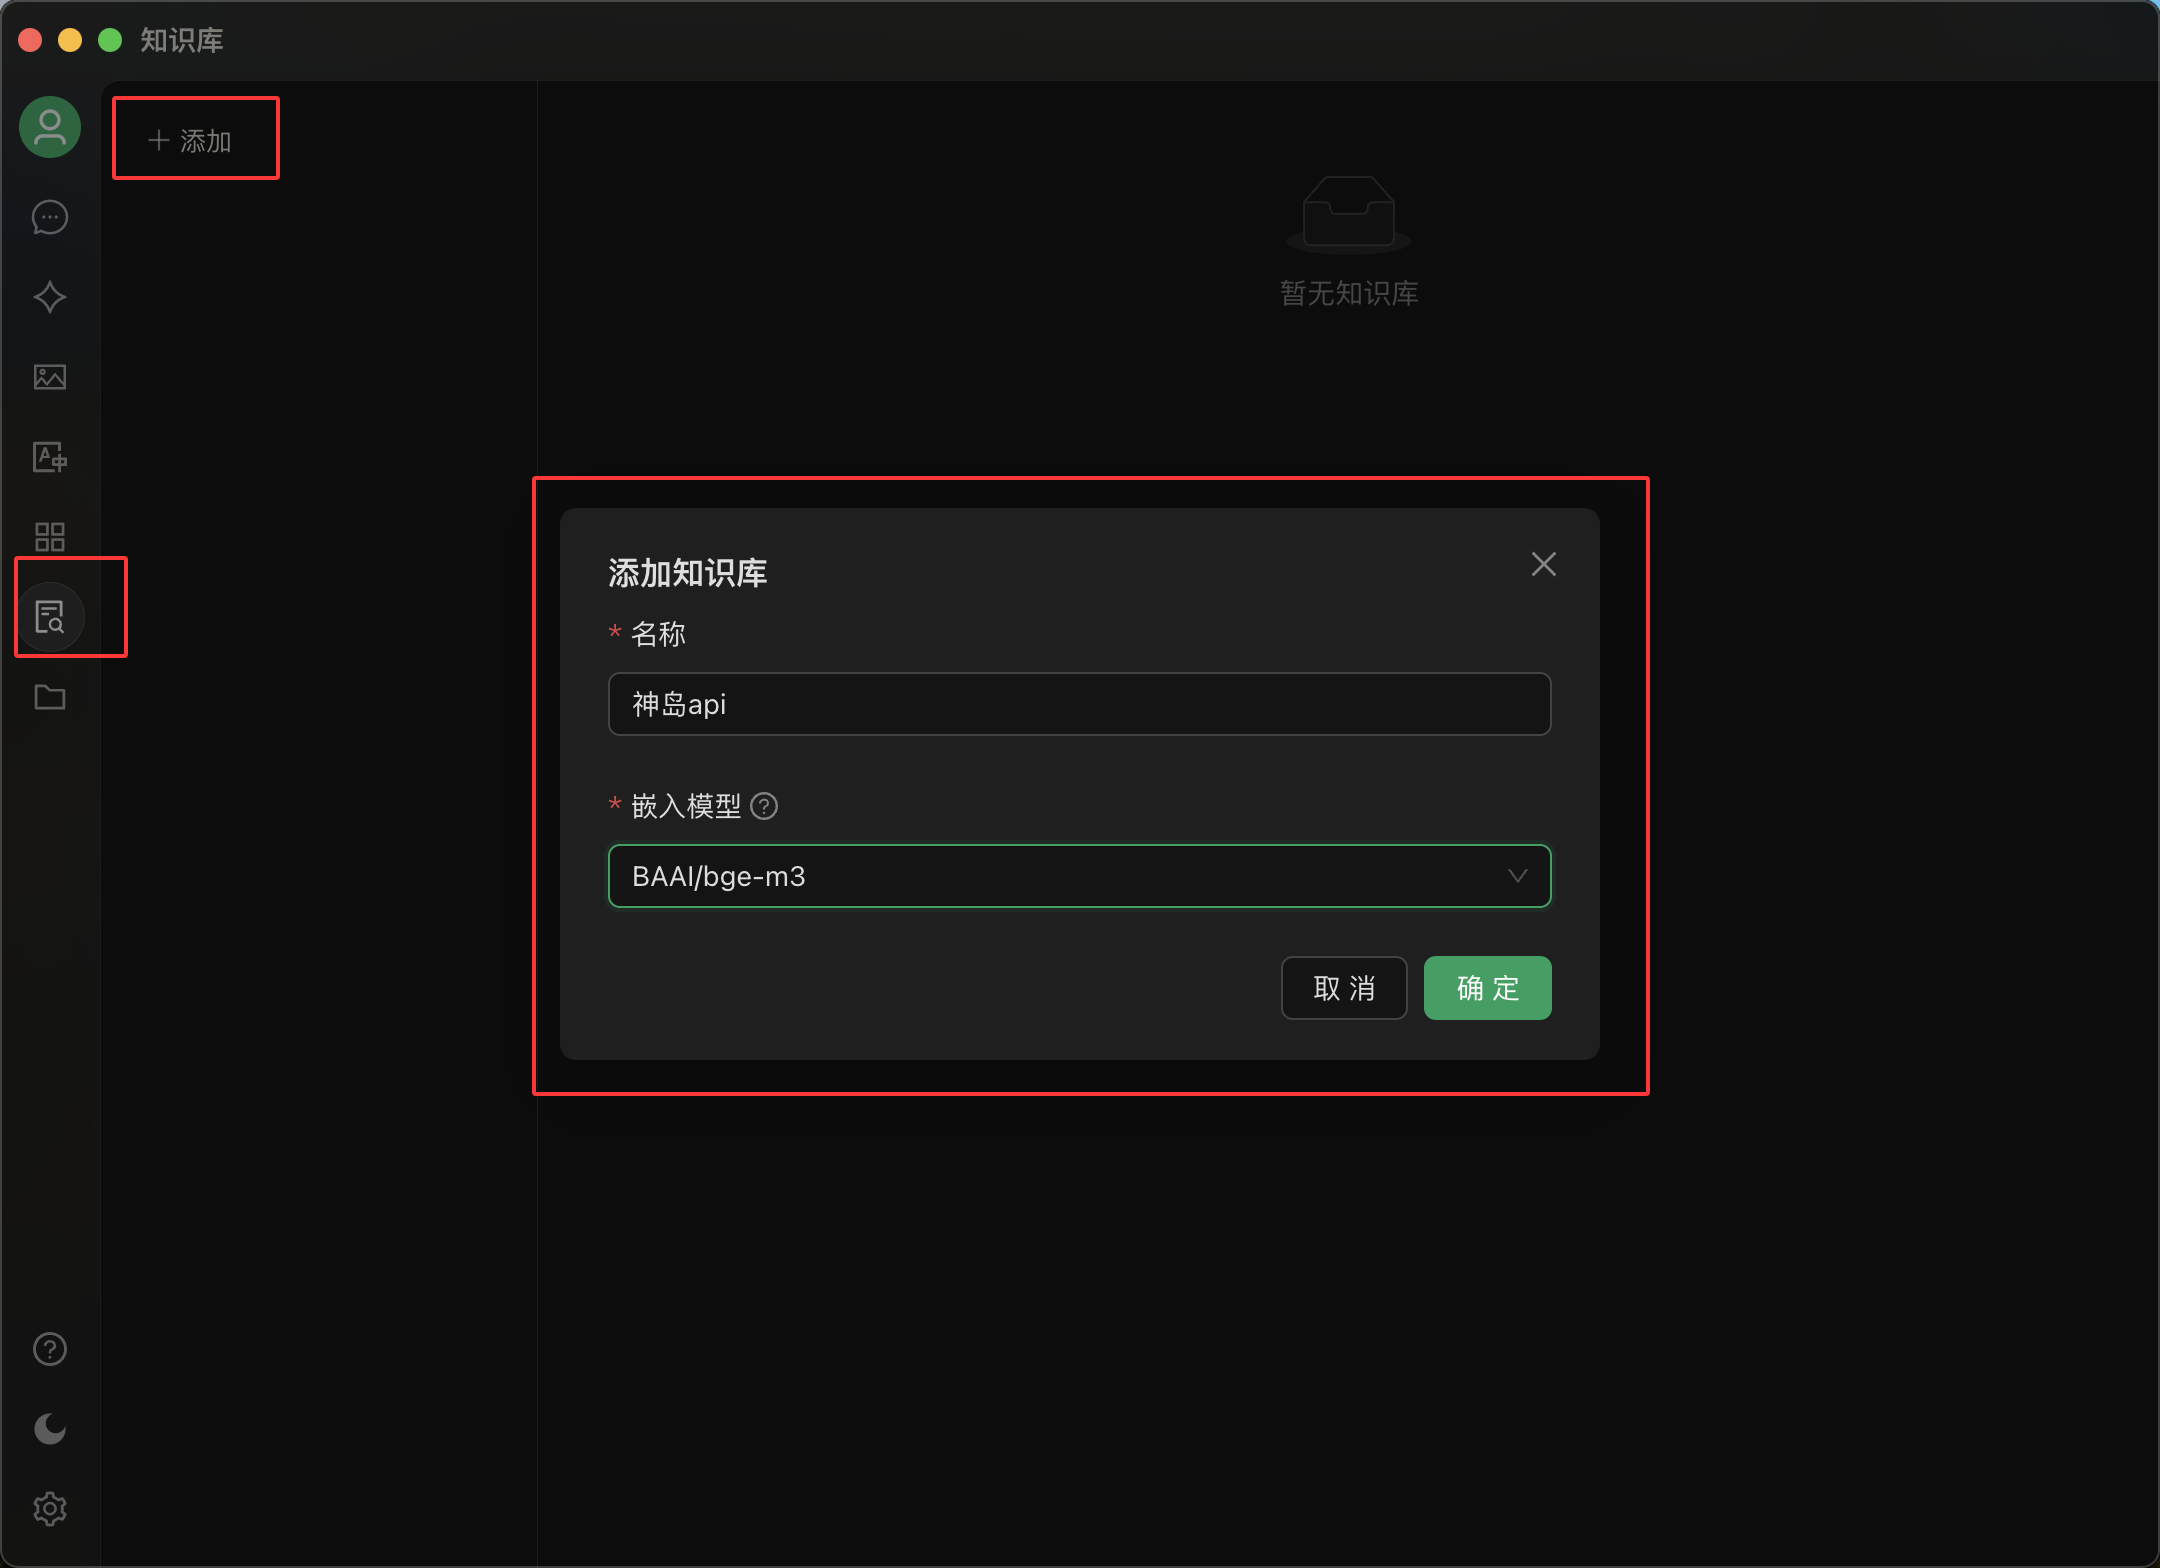 知识库
添加
暂无知识库
添加知识库
* 名称
神岛api
* 嵌入模型
BAAI/bge-m3
取 消
确 定